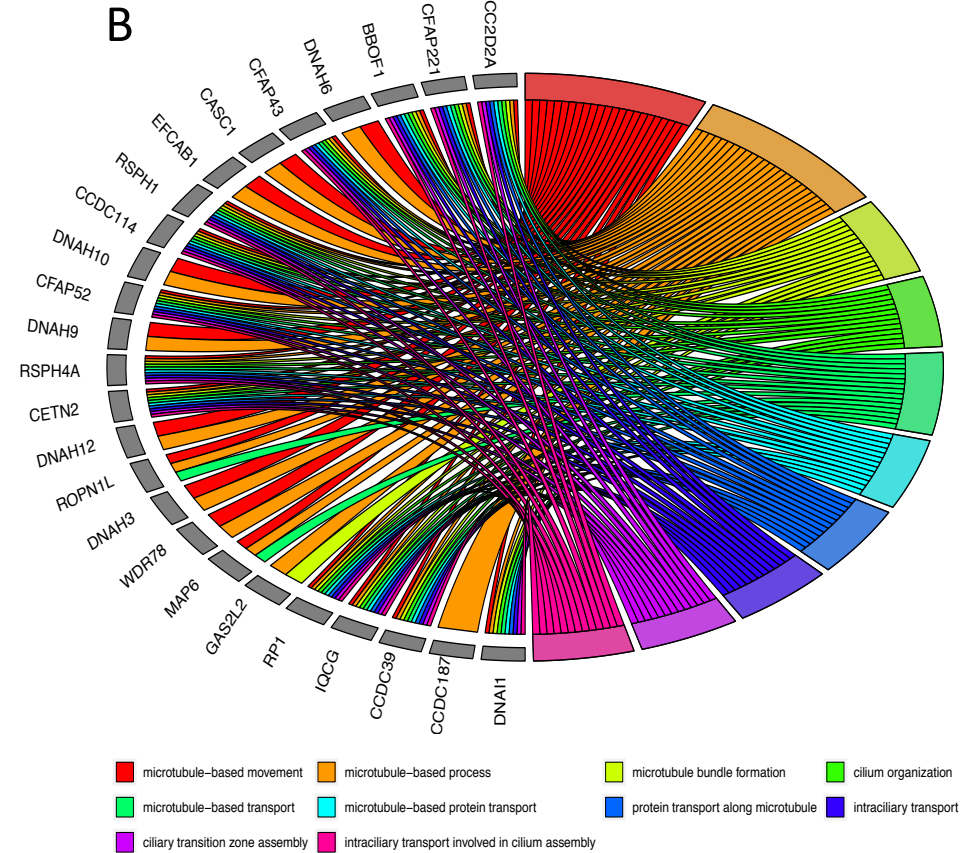 B
CC2D2A
CFAP221
BBOF1
DNAH6
CFAP43
CASC1
EFCAB1
RSPH1
CCDC114
DNAH10
CFAP52
DNAH9
RSPH4A
CETN2
DNAH12
ROPN1L
DNAH3
WDR78
MAP6
GAS2L2
RP1
IQCG
CCDC39
CCDC187
DNAI1
microtubule−based movement microtubule−based process microtubule bundle formation cilium organization
microtubule−based transport microtubule−based protein transport protein transport along microtubule intraciliary transport
ciliary transition zone assembly intraciliary transport involved in cilium assembly